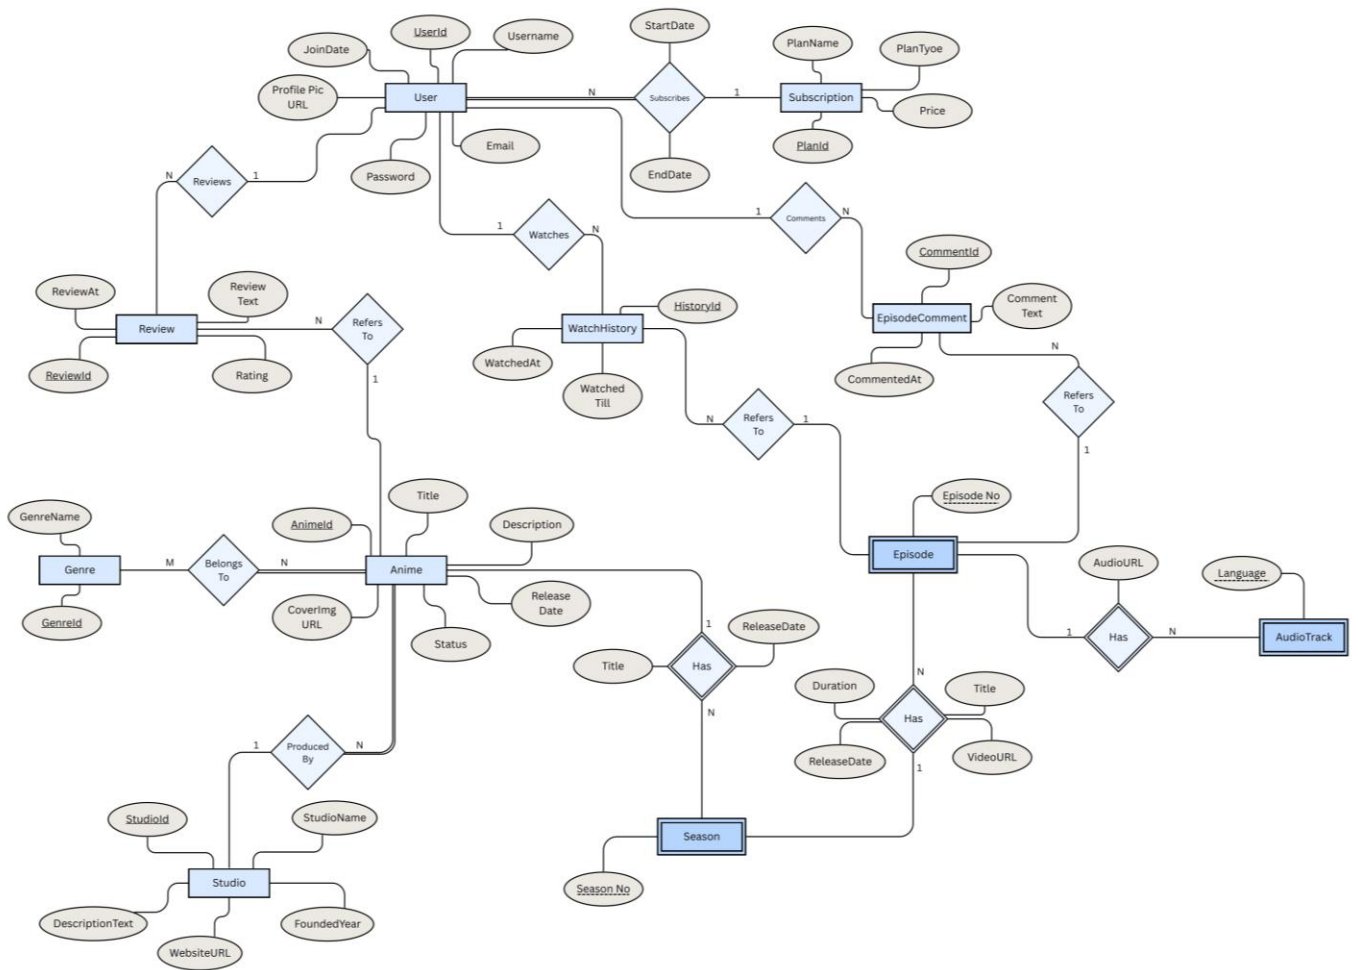 UserId
StartDate
Username
PlanName
PlanTyoe
JoinDate
Profile Pic
URL
User
N
Subscribes
1
Subscription
Price
Email
PlanId
Password
EndDate
N
Reviews
1
1
Watches
N
1
Comments
N
CommentId
ReviewAt
Review
Text
HistoryId
Comment
Text
Review
N
Refers
To
WatchHistory
EpisodeComment
WatchedAt
N
ReviewId
Rating
1
Watched
Till
CommentedAt
Refers
To
N
Refers
To
1
1
Title
Episode No
GenreName
AnimeId
Description
Episode
AudioURL
Genre
M
Belongs
To
N
Anime
Language
CoverImg
URL
Release
Date
GenreId
Status
1
ReleaseDate
1
Has
N
AudioTrack
Title
Has
N
Duration
Title
N
Has
1
Produced
By
N
ReleaseDate
VideoURL
1
StudioId
StudioName
Season
Studio
Season No
DescriptionText
FoundedYear
WebsiteURL